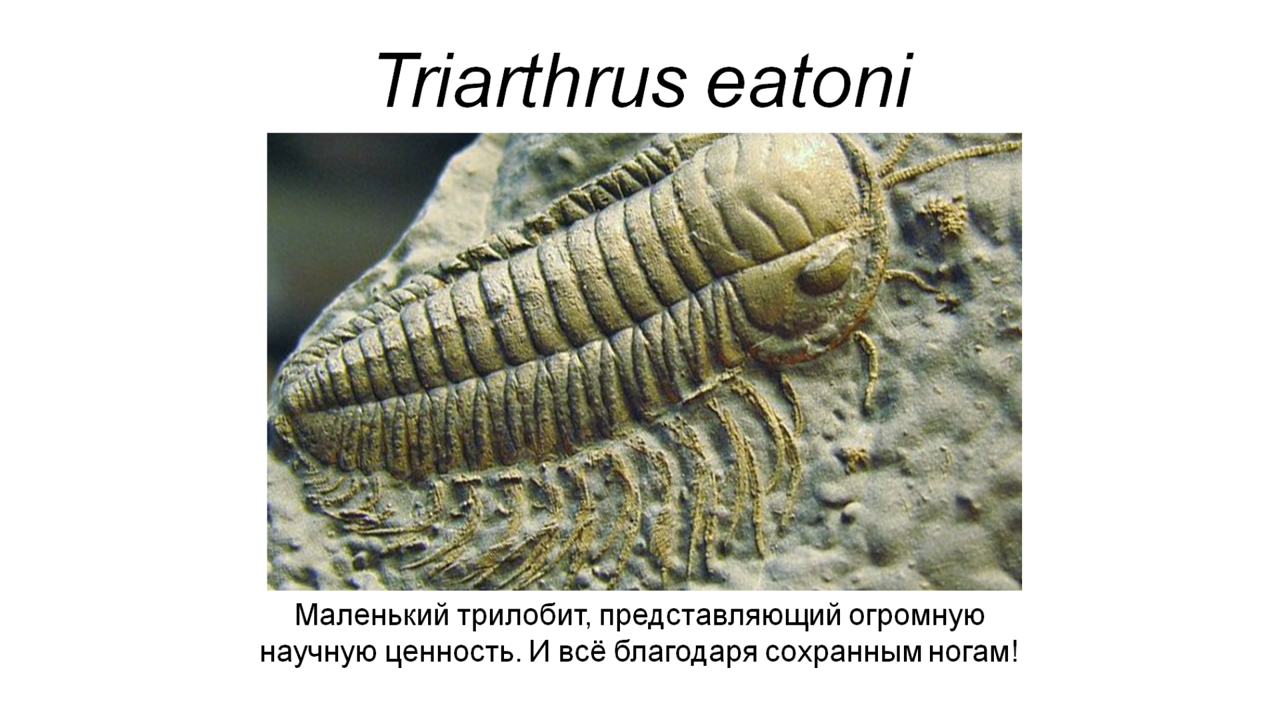 Triarthrus eatoni
Маленький трилобит, представляющий огромную
научную ценность. И всё благодаря сохранным ногам!